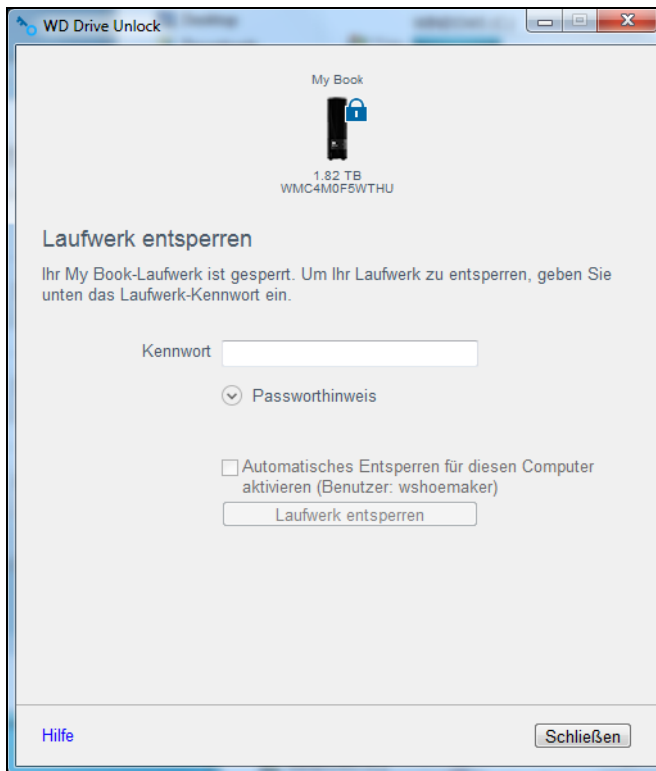 WD Drive Unlock
My Book
1.82 TB
WMC4M0F5WTHU
Laufwerk entsperren
Ihr My Book-Laufwerk ist gesperrt. Um Ihr Laufwerk zu entsperren, geben Sie
unten das Laufwerk-Kennwort ein.
Kennwort
Passworthinweis
Automatisches Entsperren für diesen Computer
aktivieren (Benutzer: wshoemaker)
Laufwerk entsperren
Hilfe
Schließen